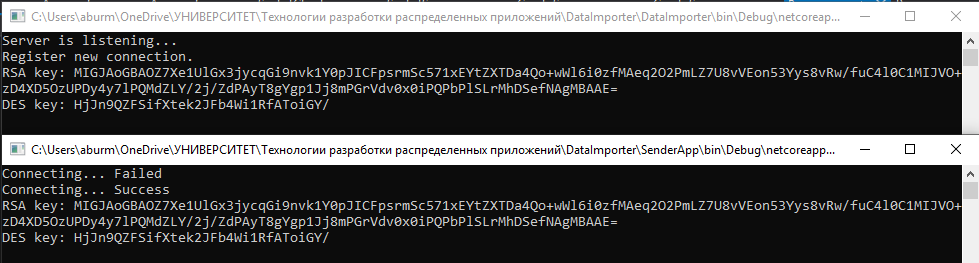 C:\Users\aburm\OneDrive\УНИВЕРСИТЕТ\Технологии разработки распределенных приложений\DataImporter\DataImporter\bin\Debug\netcoreap...
Server is listening...
Register new connection.
RSA key: MIGJAoGBAOZ7Xe1UlGx3jycqGi9nvk1Y0pJICFpsrmSc571xEYtZXTDa4Qo+wWl6i0zfMAeq2O2PmLZ7U8vVEon53Yys8vRw/fuC4l0C1MIJVO+
zD4XD5OzUPDy4y7lPQMdZLY/2j/ZdPAyT8gYgp1Jj8mPGrVdv0x0iPQPbPlSLrMhDSefNAgMBAAE=
DES key: HjJn9QZFSifXtek2JFb4Wi1RfAToiGY/
C:\Users\aburm\OneDrive\УНИВЕРСИТЕТ\Технологии разработки распределенных приложений\DataImporter\SenderApp\bin\Debug\netcoreapp...
Connecting... Failed
Connecting... Success
RSA key: MIGJAoGBAOZ7Xe1UlGx3jycqGi9nvk1Y0pJICFpsrmSc571xEYtZXTDa4Qo+wWl6i0zfMAeq2O2PmLZ7U8vVEon53Yys8vRw/fuC4l0C1MIJVO+
zD4XD5OzUPDy4y7lPQMdZLY/2j/ZdPAyT8gYgp1Jj8mPGrVdv0x0iPQPbPlSLrMhDSefNAgMBAAE=
DES key: HjJn9QZFSifXtek2JFb4Wi1RfAToiGY/